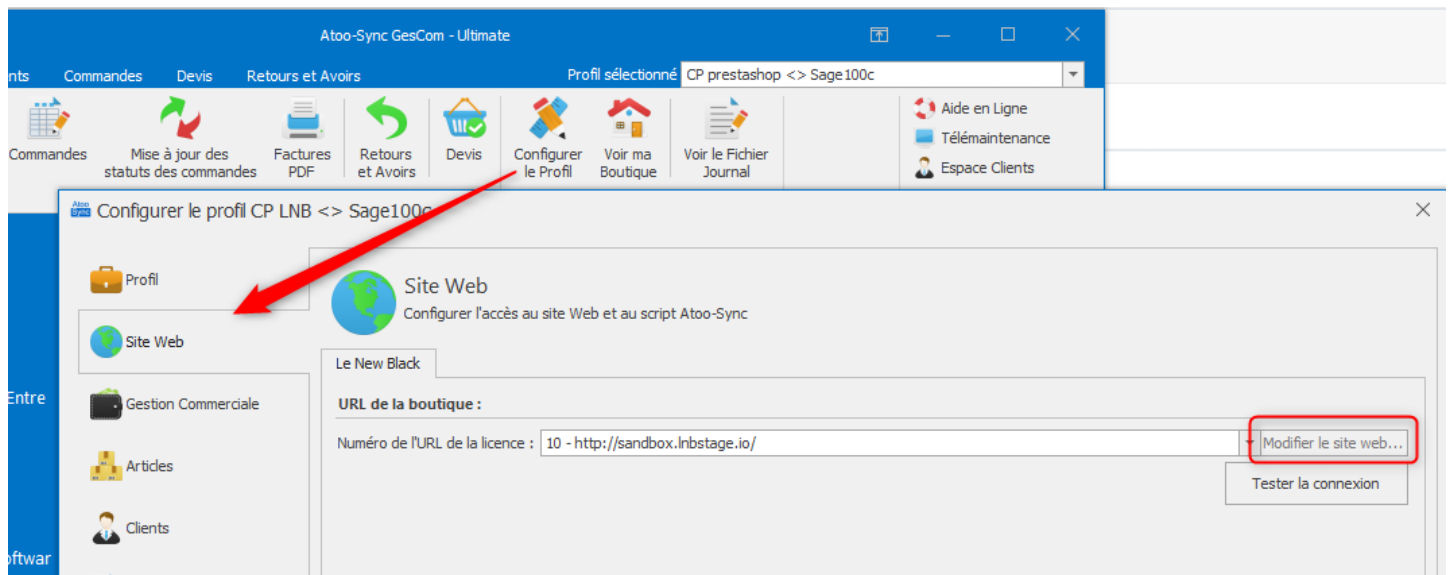 Atoo-Sync GesCom - Ultimate
nts Commandes Devis Retours et Avoirs Profil sélectionné CP prestashop <> Sage100c
Commandes Mise à jour des statuts des commandes Factures PDF Retours et Avoirs Devis Configurer le Profil Voir ma Boutique Voir le Fichier Journal
Aide en Ligne
Télémaintenance
Espace Clients
Atoo Sync Configurer le profil CP LNB <> Sage100c
Profil
Site Web
Gestion Commerciale
Articles
Clients
Entre
oftwar
Site Web
Configurer l'accès au site Web et au script Atoo-Sync
Le New Black
URL de la boutique :
Numéro de l'URL de la licence : 10 - http://sandbox.lnbstage.io/ Modifier le site web...
Tester la connexion